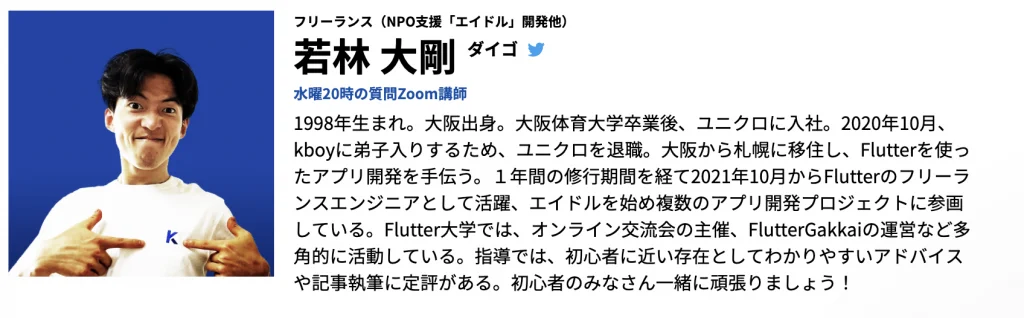 フリーランス（NPO支援「エイドル」開発他）
若林 大剛 ダイゴ
水曜20時の質問Zoom講師
1998年生まれ。大阪出身。大阪体育大学卒業後、ユニクロに入社。2020年10月、
kboyに弟子入りするため、ユニクロを退職。大阪から札幌に移住し、Flutterを使っ
たアプリ開発を手伝う。１年間の修行期間を経て2021年10月からFlutterのフリーラ
ンスエンジニアとして活躍、エイドルを始め複数のアプリ開発プロジェクトに参画
している。Flutter大学では、オンライン交流会の主催、FlutterGakkaiの運営など多
角的に活動している。指導では、初心者に近い存在としてわかりやすいアドバイス
や記事執筆に定評がある。初心者のみなさん一緒に頑張りましょう！
K